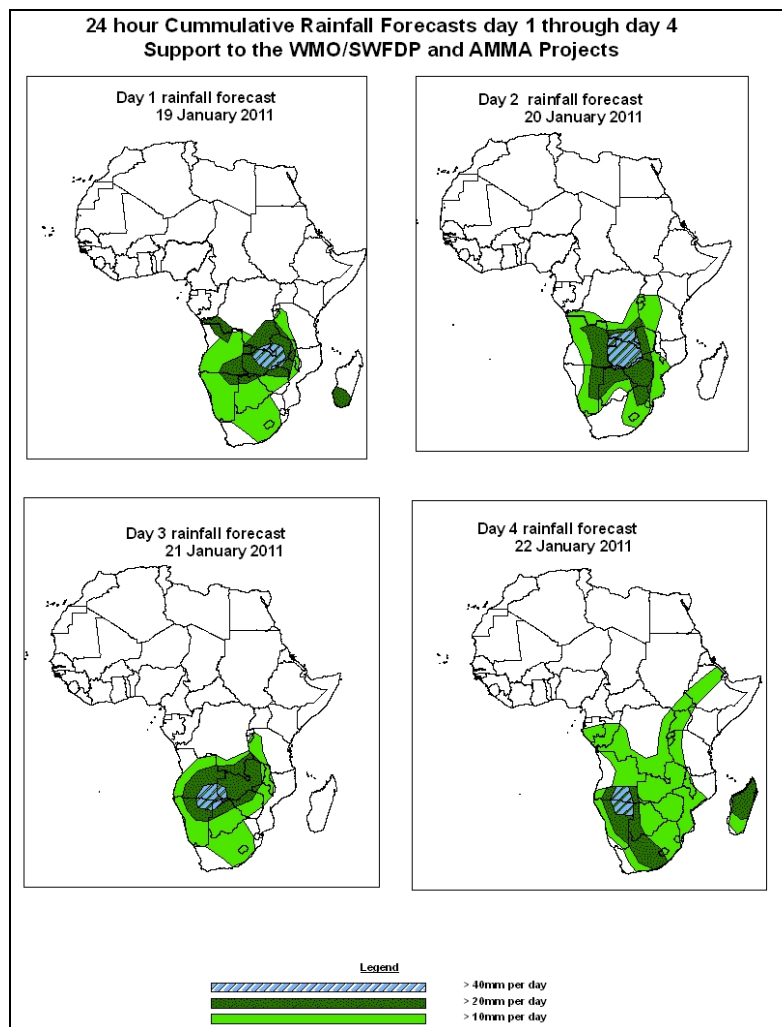 24 hour Cummulative Rainfall Forecasts day 1 through day 4
Support to the WMO/SWFDP and AMMA Projects
Day 1 rainfall forecast
19 January 2011
Day 2 rainfall forecast
20 January 2011
Day 3 rainfall forecast
21 January 2011
Day 4 rainfall forecast
22 January 2011
Legend
> 40mm per day
> 20mm per day
> 10mm per day